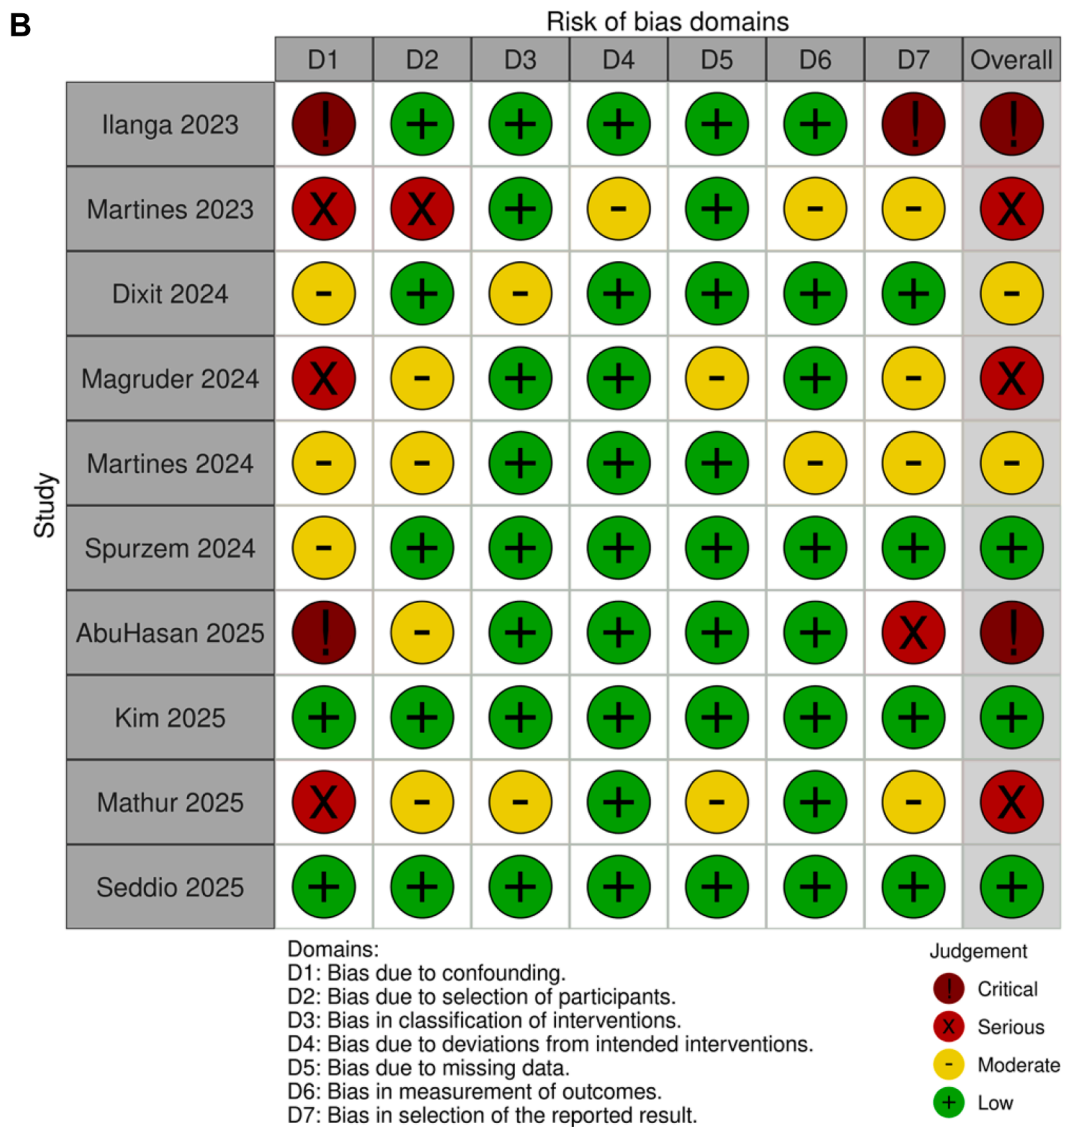 B
Risk of bias domains
D1 D2 D3 D4 D5 D6 D7 Overall
Study
Ilanga 2023 ! + + + + + ! !
Martines 2023 X X + - + - - X
Dixit 2024 - + - + + + + -
Magruder 2024 X - + + - + - X
Martines 2024 - - + + + - - -
Spurzem 2024 - + + + + + + +
AbuHasan 2025 ! - + + + + X !
Kim 2025 + + + + + + + +
Mathur 2025 X - - + - + - X
Seddio 2025 + + + + + + + +
Domains:
D1: Bias due to confounding.
D2: Bias due to selection of participants.
D3: Bias in classification of interventions.
D4: Bias due to deviations from intended interventions.
D5: Bias due to missing data.
D6: Bias in measurement of outcomes.
D7: Bias in selection of the reported result.
Judgement
! Critical
X Serious
- Moderate
+ Low